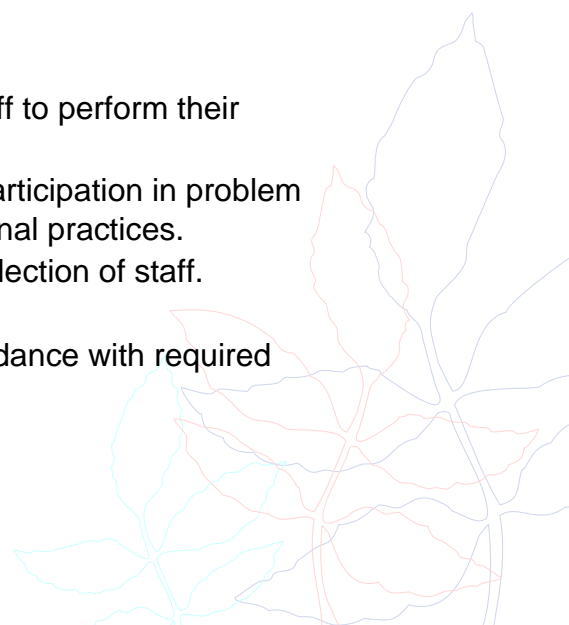 ff to perform their
articipation in problem
nal practices.
lection of staff.
dance with required